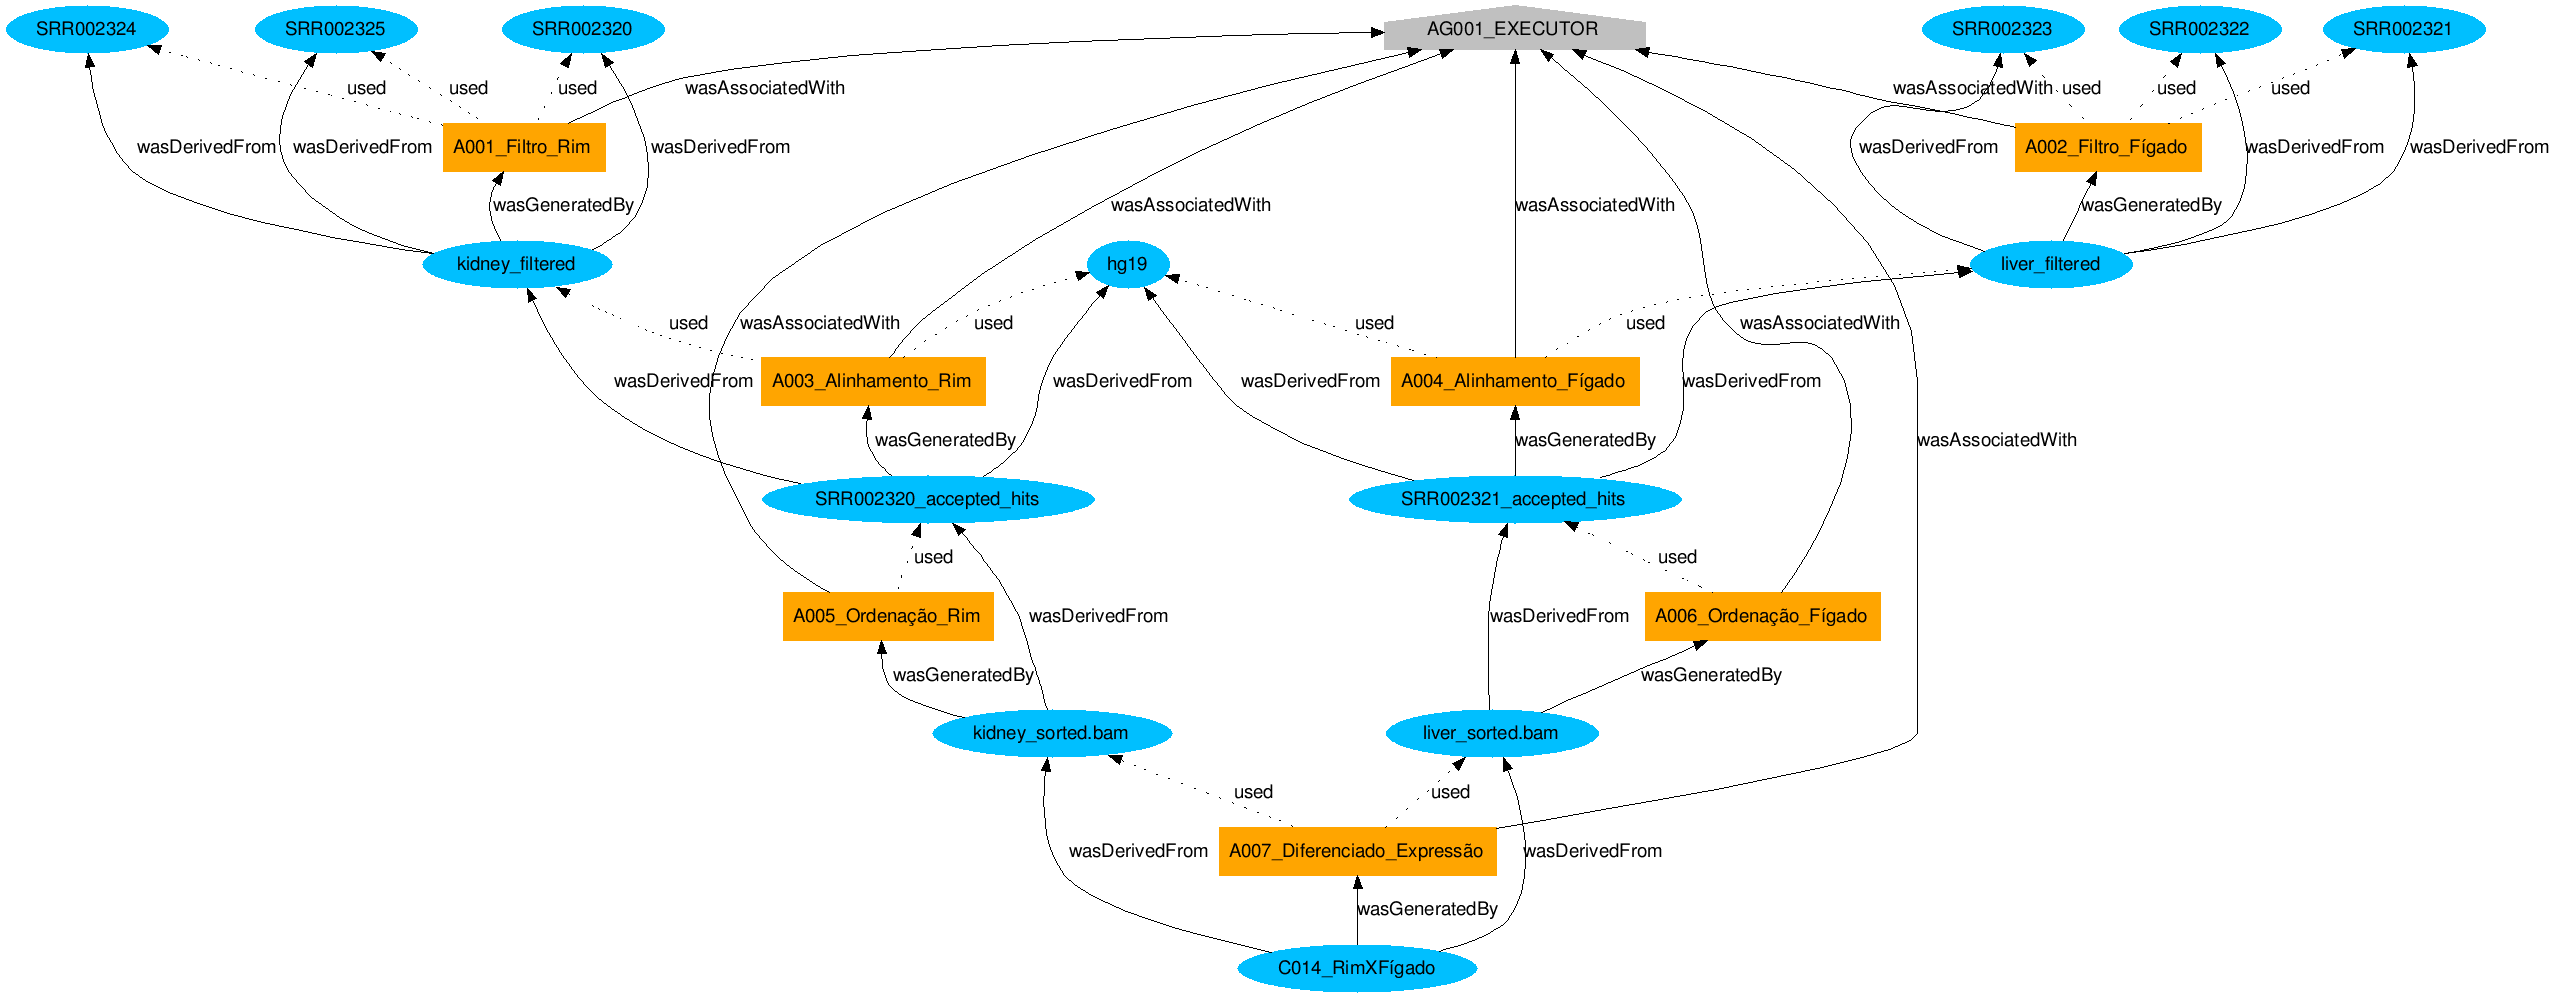 SRR002324
SRR002325
SRR002320
AG001_EXECUTOR
SRR002323
SRR002322
SRR002321
used
used
used
wasAssociatedWith
wasAssociatedWith
used
used
used
wasDerivedFrom
wasDerivedFrom
A001_Filtro_Rim
wasDerivedFrom
wasDerivedFrom
A002_Filtro_Fígado
wasDerivedFrom
wasDerivedFrom
wasGeneratedBy
wasAssociatedWith
wasAssociatedWith
wasGeneratedBy
kidney_filtered
hg19
liver_filtered
used
wasAssociatedWith
used
used
used
wasAssociatedWith
wasDerivedFrom
A003_Alinhamento_Rim
wasDerivedFrom
wasDerivedFrom
A004_Alinhamento_Fígado
wasDerivedFrom
wasGeneratedBy
wasGeneratedBy
wasAssociatedWith
SRR002320_accepted_hits
SRR002321_accepted_hits
used
used
A005_Ordenação_Rim
wasDerivedFrom
wasDerivedFrom
A006_Ordenação_Fígado
wasGeneratedBy
wasGeneratedBy
kidney_sorted.bam
liver_sorted.bam
used
used
wasDerivedFrom
A007_Diferenciado_Expressão
wasDerivedFrom
wasGeneratedBy
C014_RimXFígado